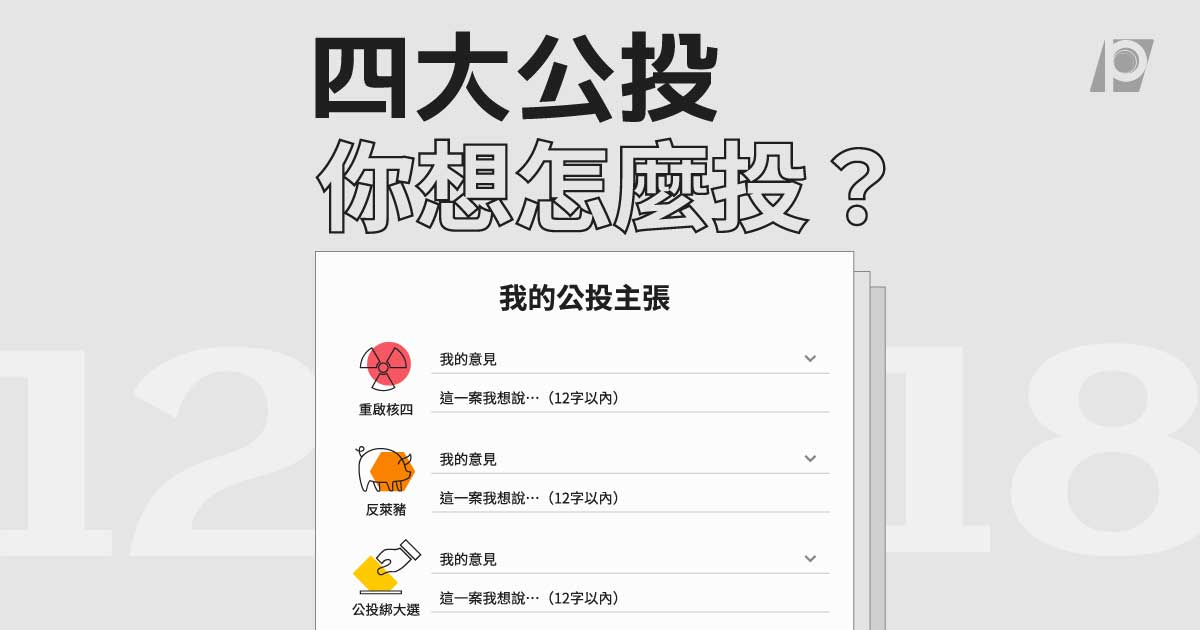 四大公投
你想怎麼投？
12 18
我的公投主張
我的意見
這一案我想說…（12字以內）
重啟核四
我的意見
這一案我想說…（12字以內）
反萊豬
我的意見
這一案我想說…（12字以內）
公投綁大選